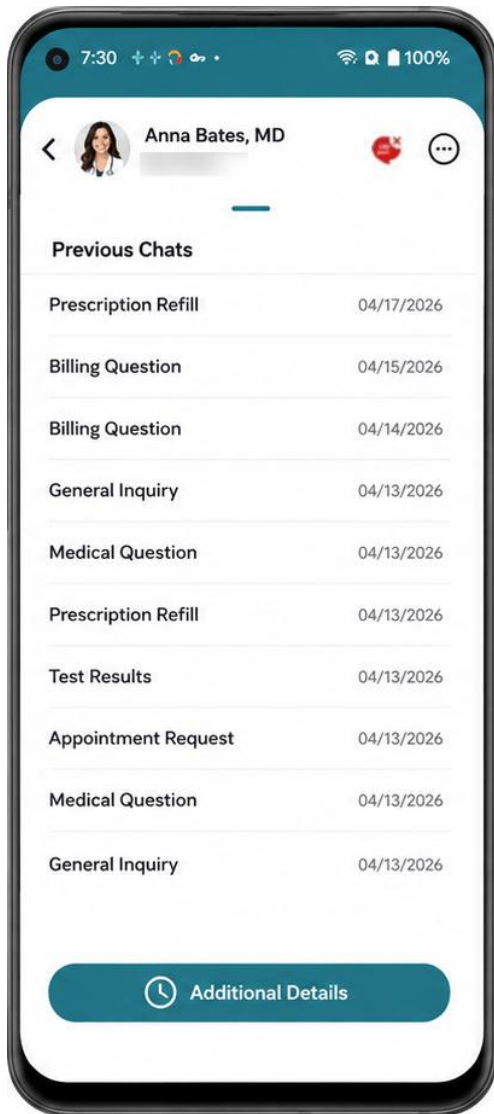 7:30 100%
Anna Bates, MD
Previous Chats
Prescription Refill 04/17/2026
Billing Question 04/15/2026
Billing Question 04/14/2026
General Inquiry 04/13/2026
Medical Question 04/13/2026
Prescription Refill 04/13/2026
Test Results 04/13/2026
Appointment Request 04/13/2026
Medical Question 04/13/2026
General Inquiry 04/13/2026
Additional Details